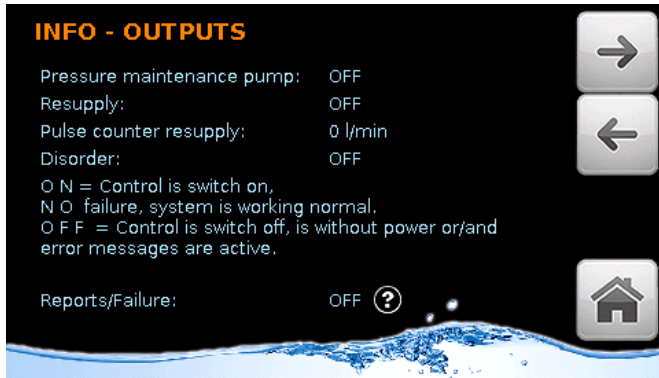 INFO - OUTPUTS
Pressure maintenance pump: OFF
Resupply: OFF
Pulse counter resupply: 0 l/min
Disorder: OFF
O N = Control is switch on,
N O  failure, system is working normal.
O F F  = Control is switch off, is without power or/and
error messages are active.
Reports/Failure: OFF ?